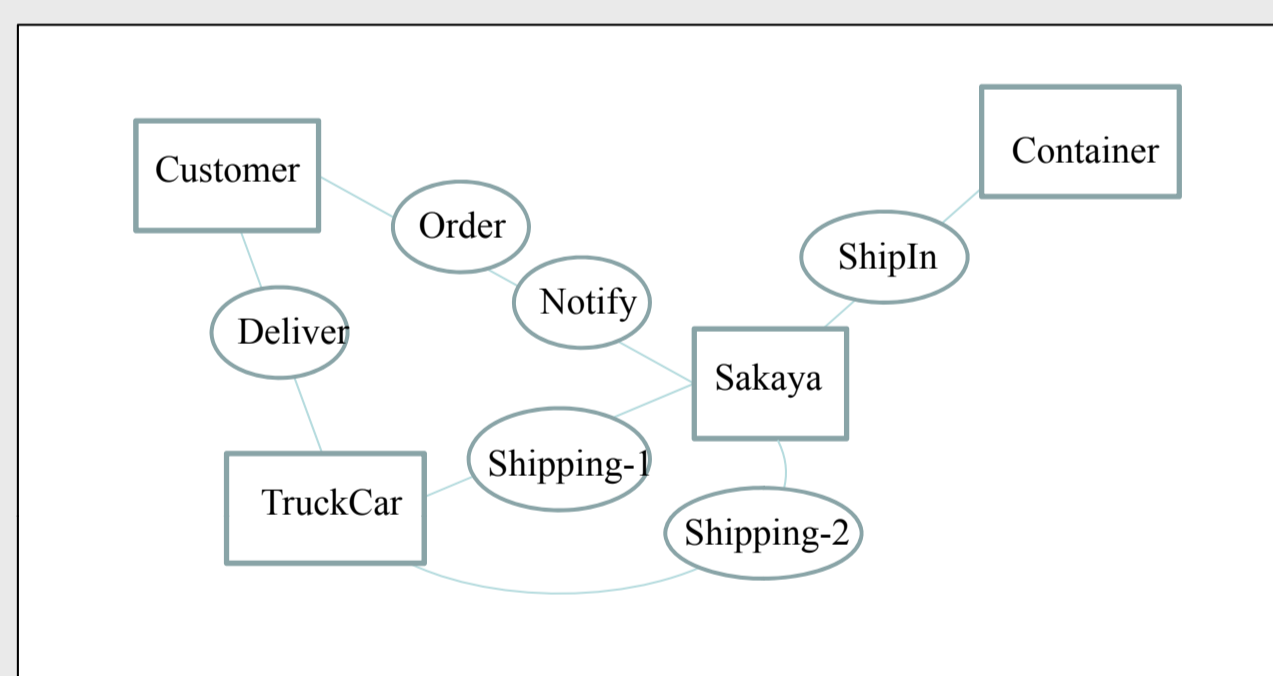 Customer
Container
Order
ShipIn
Notify
Deliver
Sakaya
Shipping-1
TruckCar
Shipping-2